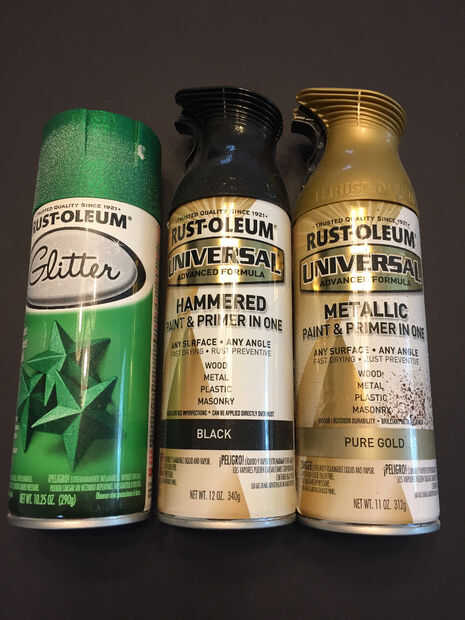 TRUSTED QUALITY SINCE 1921
RUST-OLEUM®
Glitter
¡PELIGRO!
NET WT. 10.25 OZ. (290g)
TRUSTED QUALITY SINCE 1921
RUST-OLEUM®
UNIVERSAL
ADVANCED FORMULA
HAMMERED
PAINT & PRIMER IN ONE
ANY SURFACE • ANY ANGLE
FAST DRYING • RUST PREVENTIVE
WOOD
METAL
PLASTIC
MASONRY
BLACK
¡PELIGRO!
NET WT. 12 OZ. 340g
RUST-OLEUM
TRUSTED QUALITY SINCE 1921
RUST-OLEUM®
UNIVERSAL
ADVANCED FORMULA
METALLIC
PAINT & PRIMER IN ONE
ANY SURFACE • ANY ANGLE
FAST DRYING • RUST PREVENTIVE
WOOD
METAL
PLASTIC
MASONRY
PURE GOLD
¡PELIGRO!
NET WT. 11 OZ. 312g